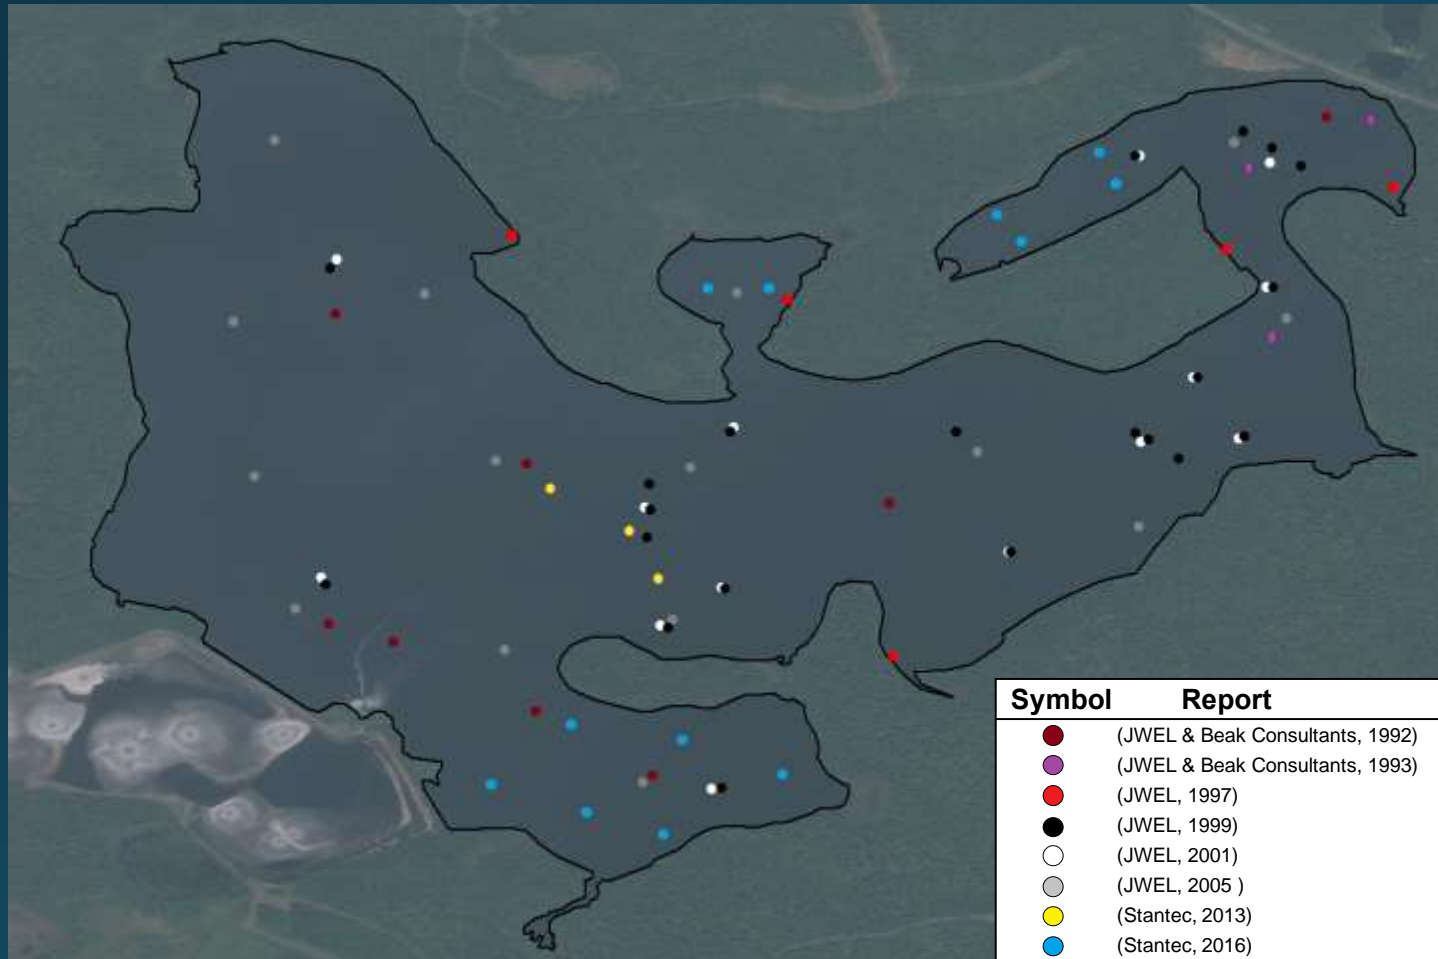 Symbol Report
(JWEL & Beak Consultants, 1992)
(JWEL & Beak Consultants, 1993)
(JWEL, 1997)
(JWEL, 1999)
(JWEL, 2001)
(JWEL, 2005 )
(Stantec, 2013)
(Stantec, 2016)